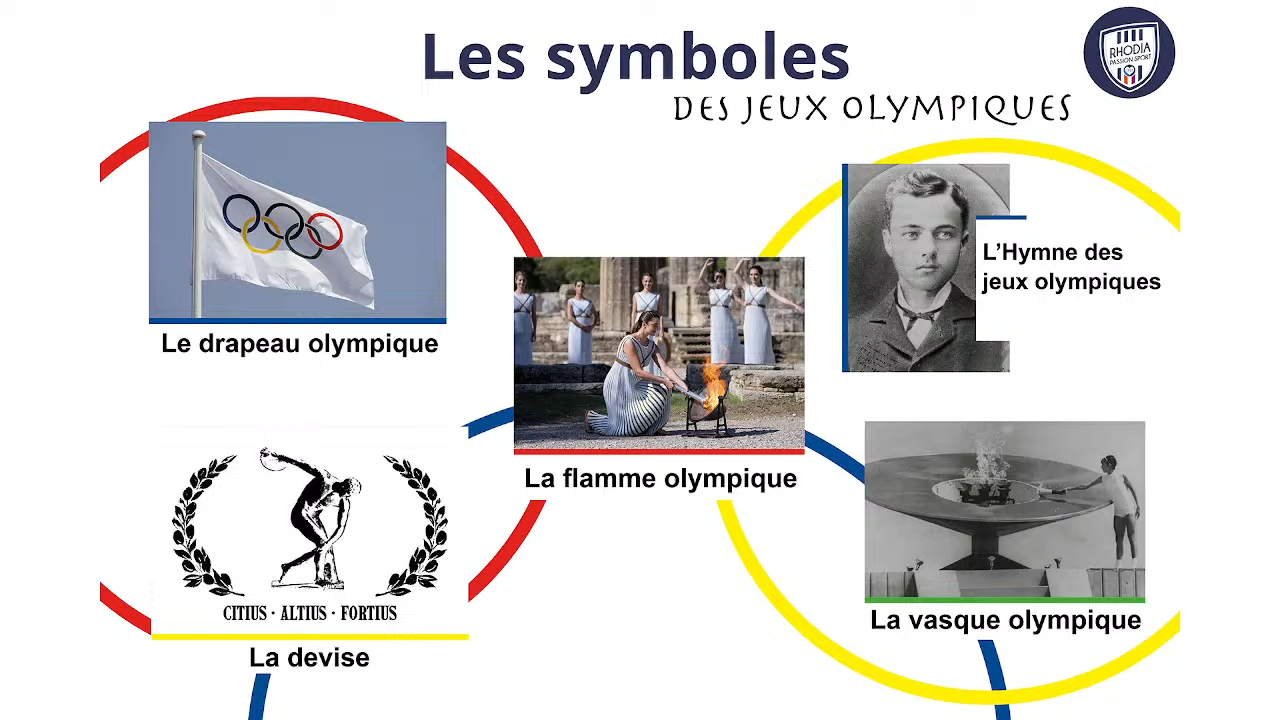 Les symboles
DES JEUX OLYMPIQUES
RHODIA
PASSION SPORT
Le drapeau olympique
L'Hymne des
jeux olympiques
La flamme olympique
CITIUS · ALTIUS · FORTIUS
La devise
La vasque olympique